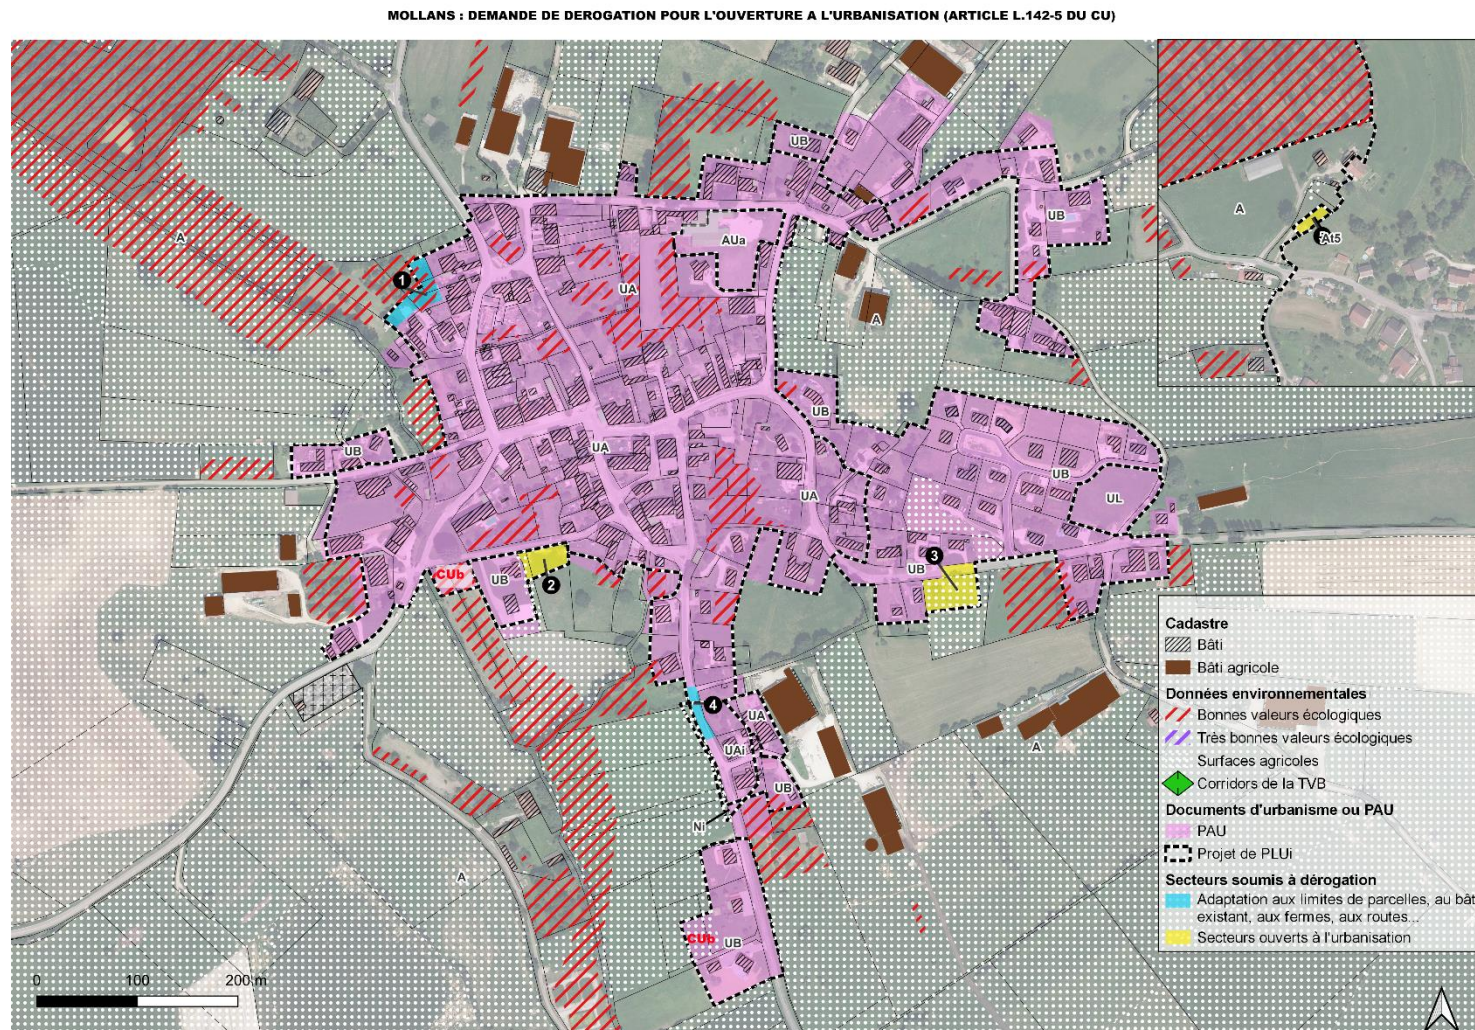 MOLLANS : DEMANDE DE DEROGATION POUR L'OUVERTURE A L'URBANISATION (ARTICLE L.142-5 DU CU)
UB
UB
A
A
At5
AUa
1
UA
A
UB
UB
UA
UB
UL
UA
3
CUb
UB
2
UB
4
UA
UAi
UB
A
Ni
A
CUb
UB
Cadastre
Bâti
Bâti agricole
Données environnementales
Bonnes valeurs écologiques
Très bonnes valeurs écologiques
Surfaces agricoles
Corridors de la TVB
Documents d'urbanisme ou PAU
PAU
Projet de PLUi
Secteurs soumis à dérogation
Adaptation aux limites de parcelles, au bât
existant, aux fermes, aux routes...
Secteurs ouverts à l'urbanisation
0 100 200 m